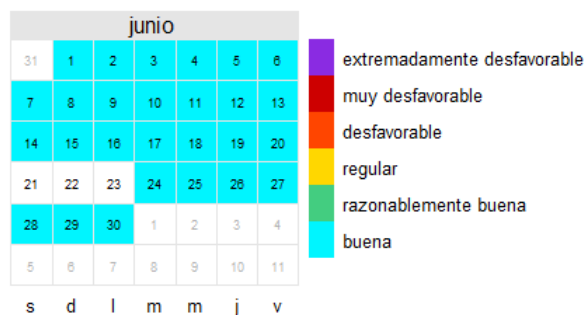 junio
31 1 2 3 4 5 6
7 8 9 10 11 12 13
14 15 16 17 18 19 20
21 22 23 24 25 26 27
28 29 30 1 2 3 4
5 6 7 8 9 10 11
s d l m m j v
extremadamente desfavorable
muy desfavorable
desfavorable
regular
razonablemente buena
buena